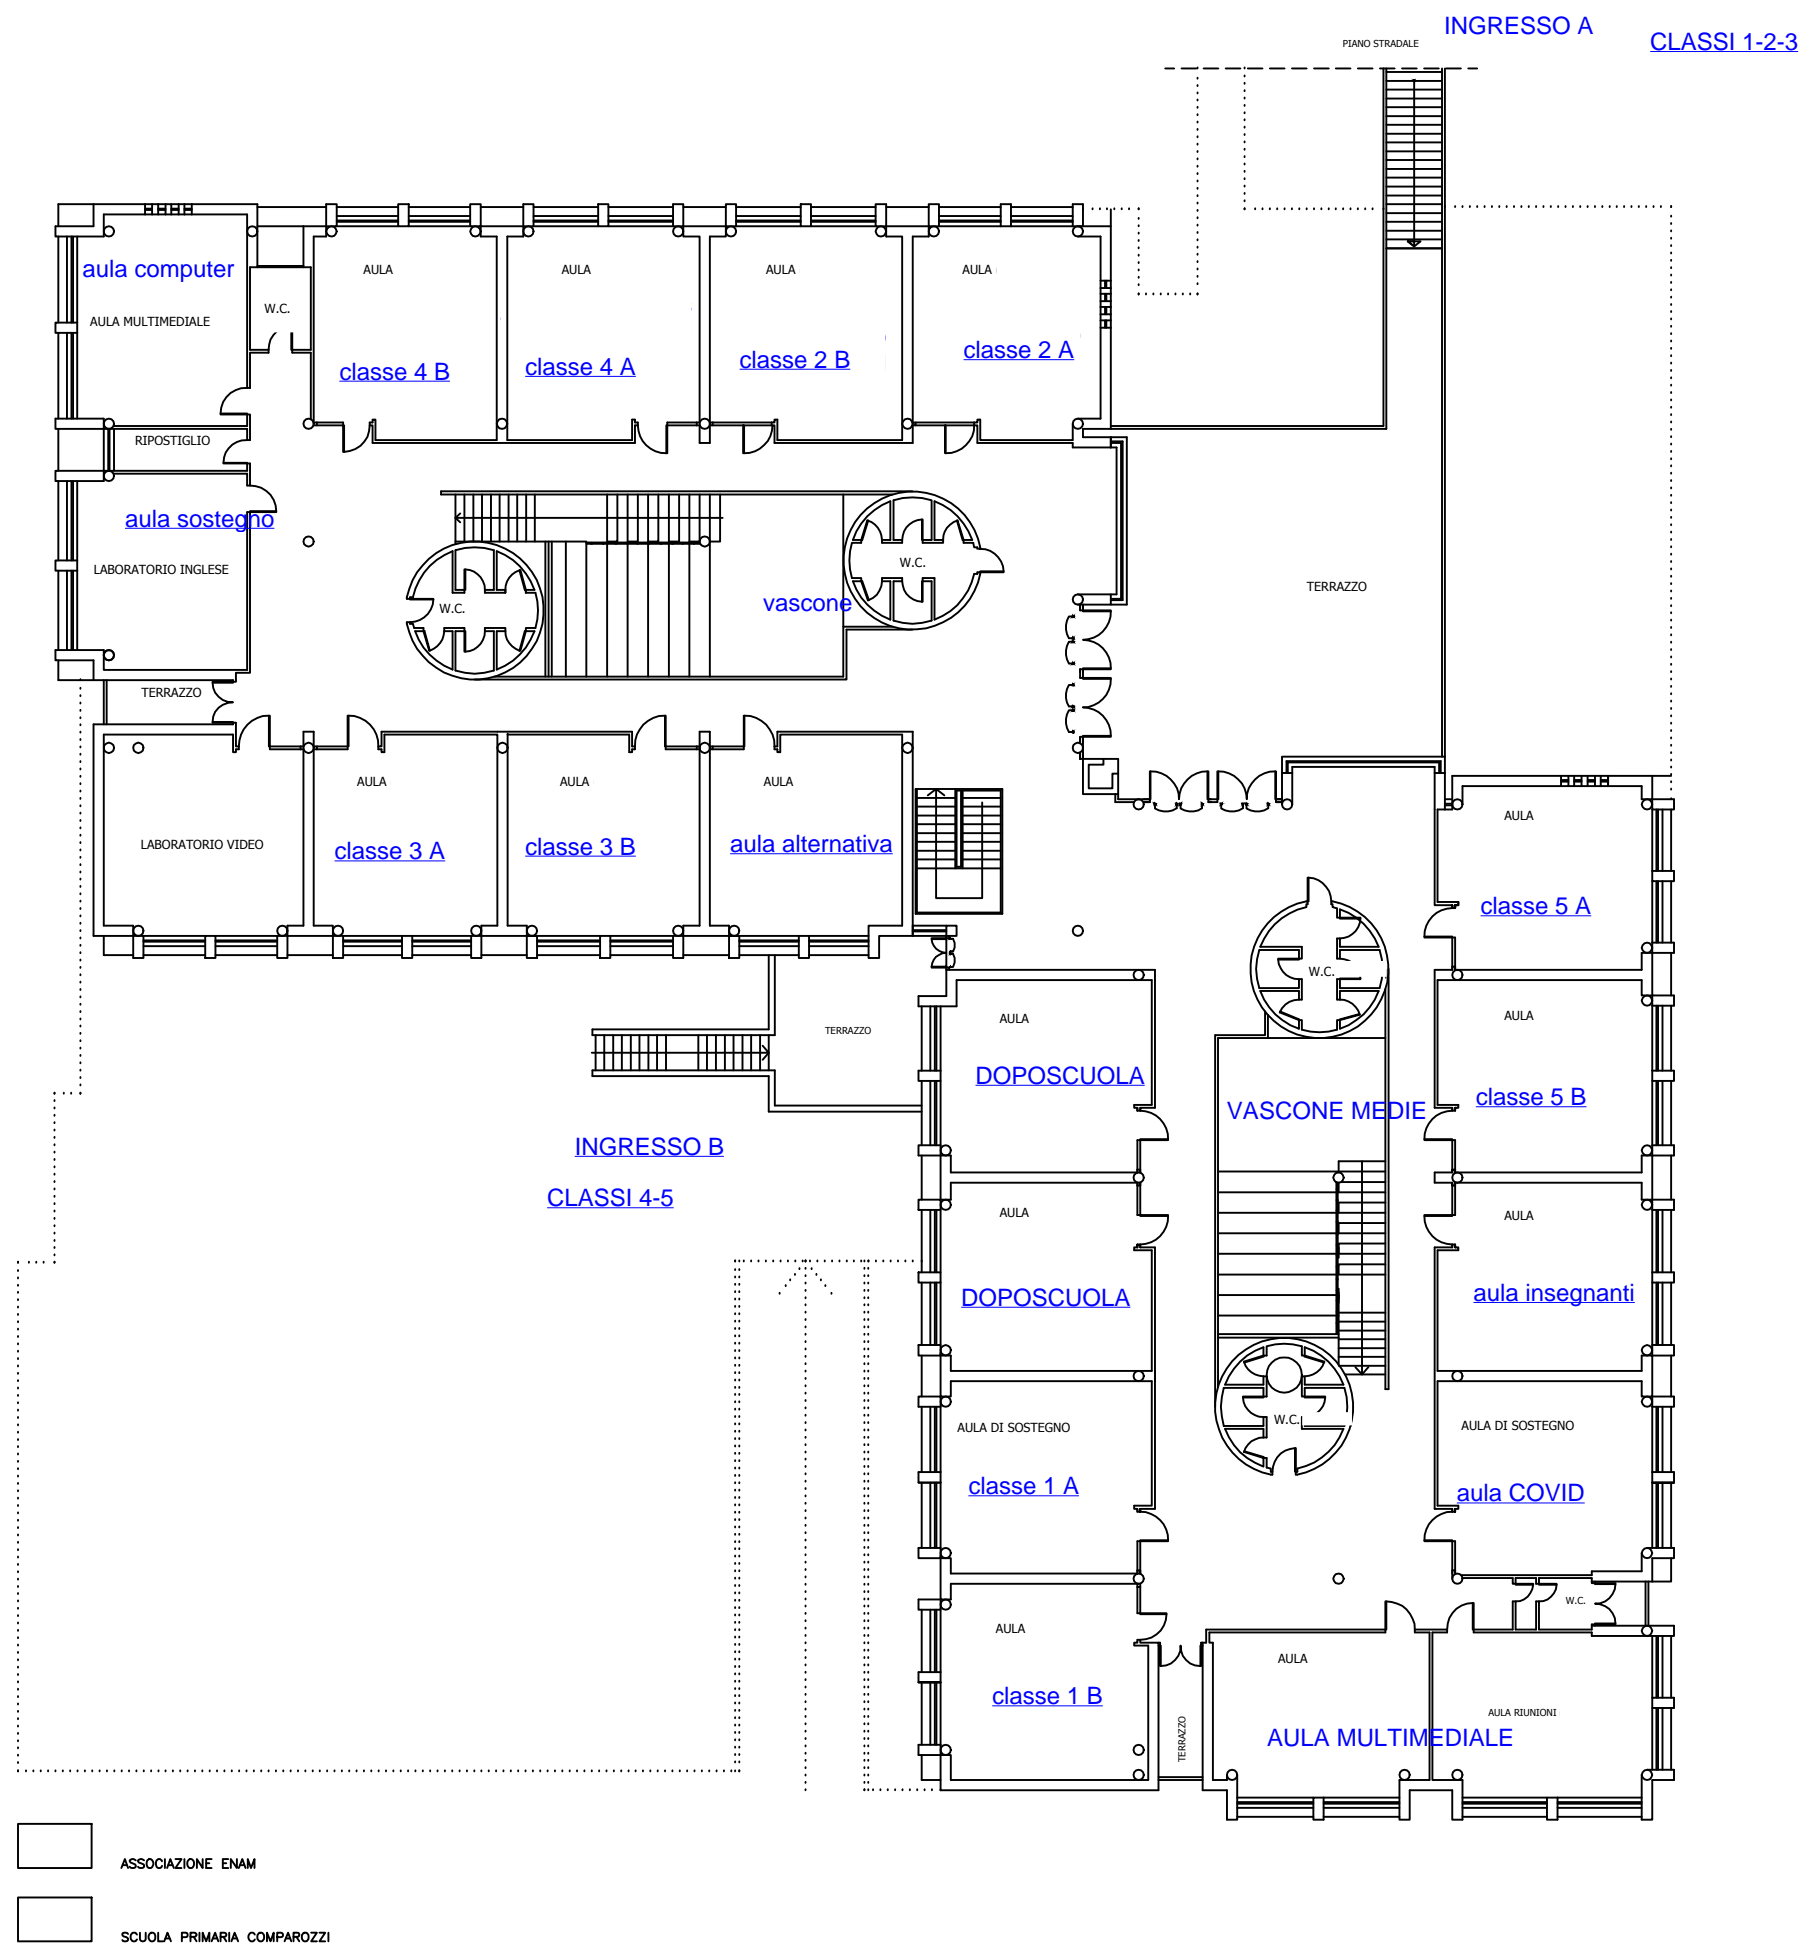 INGRESSO A
PIANO STRADALE
CLASSI 1-2-3
aula computer
AULA
AULA
AULA
AULA
W.C.
AULA MULTIMEDIALE
classe 4 B
classe 4 A
classe 2 B
classe 2 A
RIPOSTIGLIO
aula sostegno
LABORATORIO INGLESE
W.C.
W.C.
vascone
TERRAZZO
TERRAZZO
AULA
AULA
AULA
LABORATORIO VIDEO
classe 3 A
classe 3 B
aula alternativa
AULA
classe 5 A
W.C.
TERRAZZO
AULA
AULA
DOPOSCUOLA
VASCONE MEDIE
classe 5 B
INGRESSO B
CLASSI 4-5
AULA
AULA
DOPOSCUOLA
aula insegnanti
AULA DI SOSTEGNO
W.C.
AULA DI SOSTEGNO
classe 1 A
aula COVID
W.C.
AULA
AULA
classe 1 B
TERRAZZO
AULA RIUNIONI
AULA MULTIMEDIALE
ASSOCIAZIONE ENAM
SCUOLA PRIMARIA COMPAROZZI